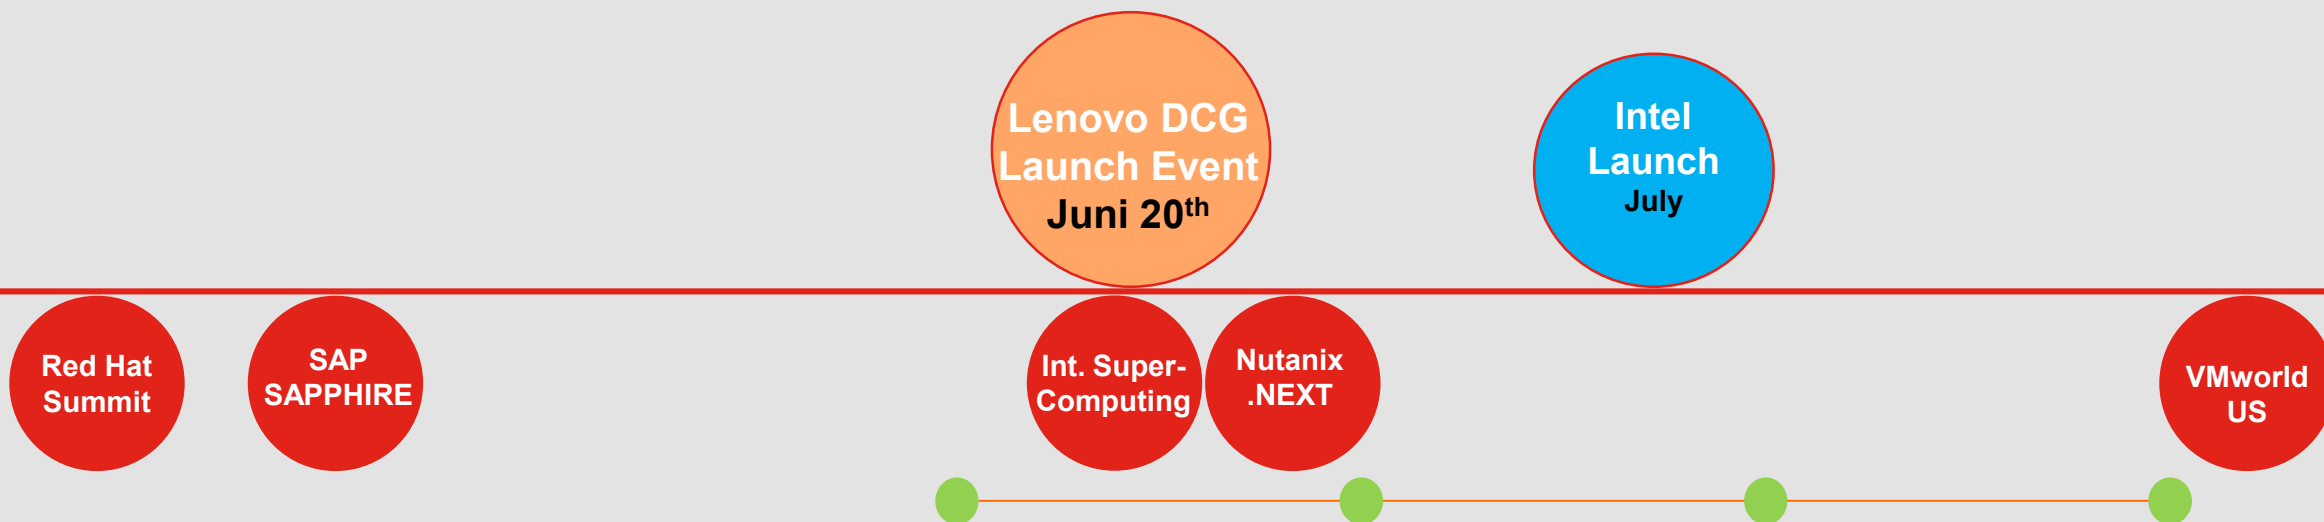 Lenovo DCG
Launch Event
Juni 20th
Intel
Launch
July
Red Hat
Summit
SAP
SAPPHIRE
Int. Super-
Computing
Nutanix
.NEXT
VMworld
US